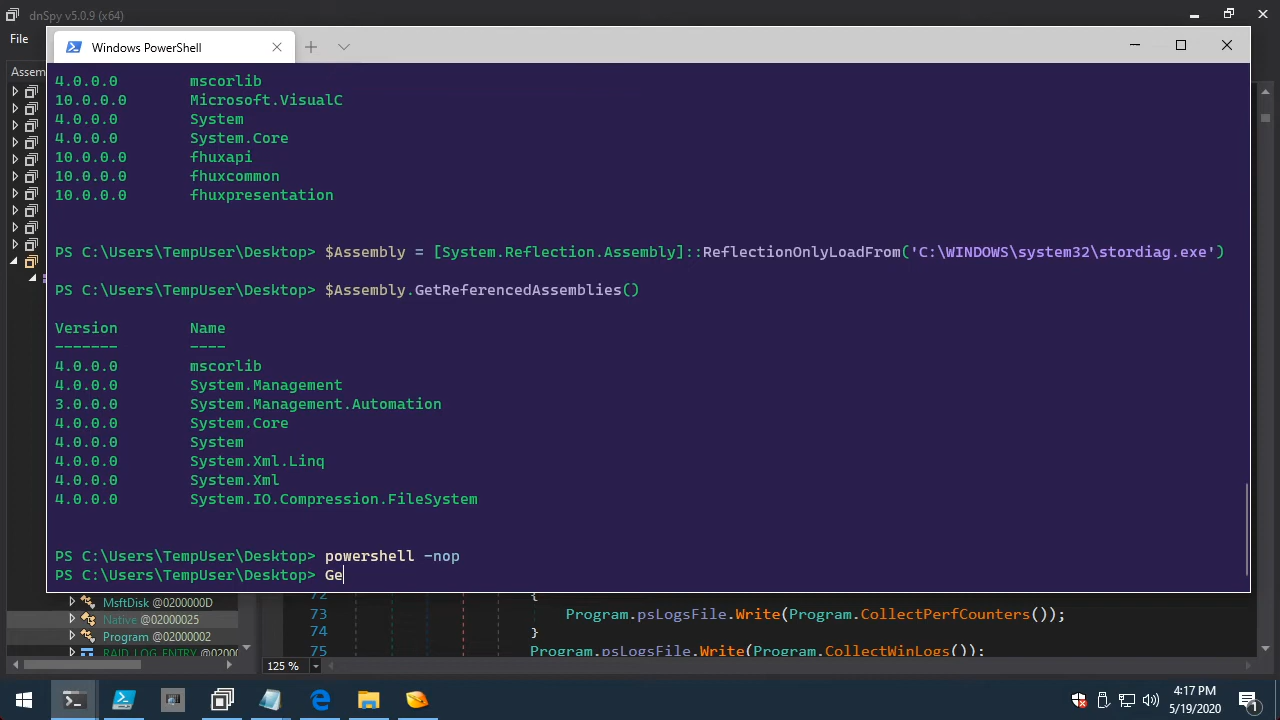 dnSpy v5.0.9 (x64)
File
Assem
Windows PowerShell
4.0.0.0 mscorlib
10.0.0.0 Microsoft.VisualC
4.0.0.0 System
4.0.0.0 System.Core
10.0.0.0 fhuxapi
10.0.0.0 fhuxcommon
10.0.0.0 fhuxpresentation
PS C:\Users\TempUser\Desktop> $Assembly = [System.Reflection.Assembly]::ReflectionOnlyLoadFrom('C:\WINDOWS\system32\stordiag.exe')
PS C:\Users\TempUser\Desktop> $Assembly.GetReferencedAssemblies()
Version Name
------- ----
4.0.0.0 mscorlib
4.0.0.0 System.Management
3.0.0.0 System.Management.Automation
4.0.0.0 System.Core
4.0.0.0 System
4.0.0.0 System.Xml.Linq
4.0.0.0 System.Xml
4.0.0.0 System.IO.Compression.FileSystem
PS C:\Users\TempUser\Desktop> powershell -nop
PS C:\Users\TempUser\Desktop> Ge
MsftDisk @0200000D
Native @02000025
Program @02000002
RAID_LOG_ENTRY @0200
72 {
73 Program.psLogsFile.Write(Program.CollectPerfCounters());
74 }
75 Program.psLogsFile.Write(Program.CollectWinLogs());
125 %
4:17 PM
5/19/2020
1